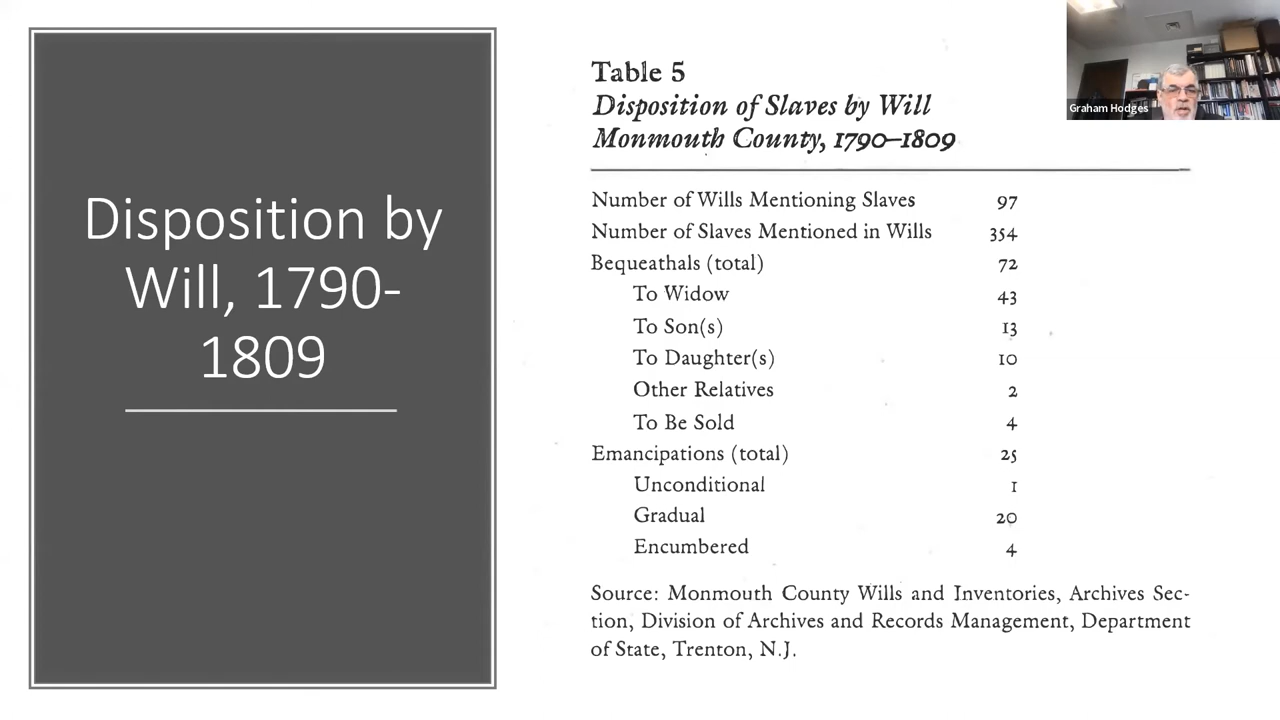 Disposition by
Will, 1790-
1809
Table 5
Disposition of Slaves by Will
Monmouth County, 1790–1809
Number of Wills Mentioning Slaves 97
Number of Slaves Mentioned in Wills 354
Bequeathals (total) 72
To Widow 43
To Son(s) 13
To Daughter(s) 10
Other Relatives 2
To Be Sold 4
Emancipations (total) 25
Unconditional 1
Gradual 20
Encumbered 4
Source: Monmouth County Wills and Inventories, Archives Sec-
tion, Division of Archives and Records Management, Department
of State, Trenton, N.J.
Graham Hodges